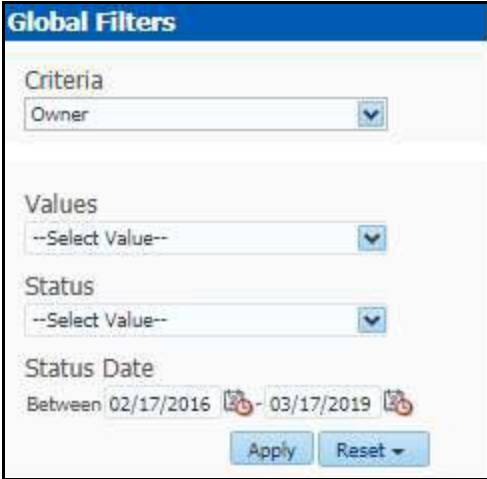 Global Filters
Criteria
Owner
Values
--Select Value--
Status
--Select Value--
Status Date
Between 02/17/2016 - 03/17/2019
Apply Reset